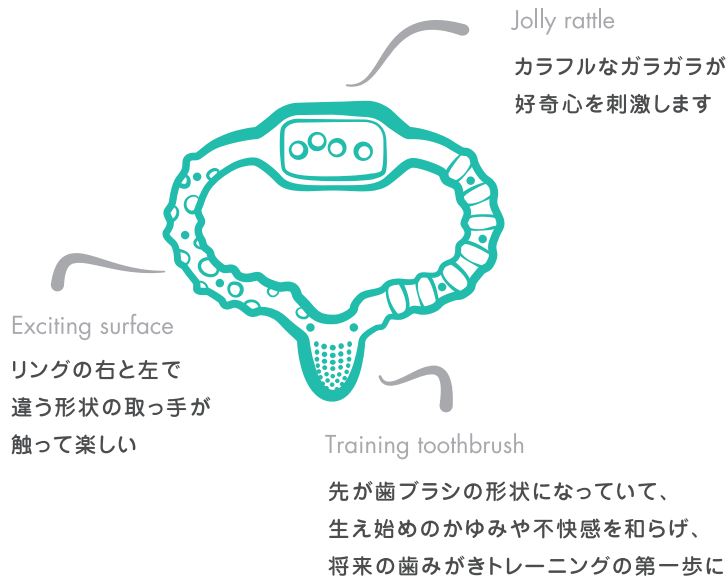 Jolly rattle
カラフルなガラガラが
好奇心を刺激します
Exciting surface
リングの右と左で
違う形状の取っ手が
触って楽しい
Training toothbrush
先が歯ブラシの形状になっていて、
生え始めのかゆみや不快感を和らげ、
将来の歯みがきトレーニングの第一歩に